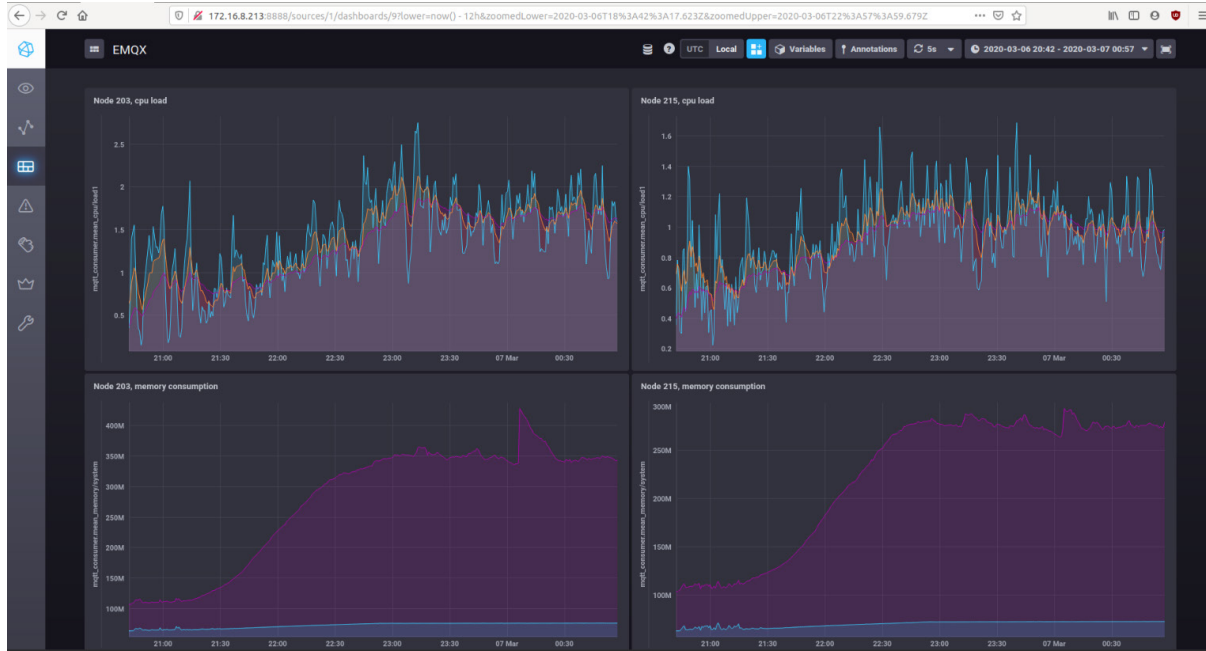 172.16.8.213:8888/sources/1/dashboards/9?lower=now() - 12h&zoomedLower=2020-03-06T18%3A42%3A17.623Z&zoomedUpper=2020-03-06T22%3A57%3A59.679Z
EMQX
UTC Local Variables Annotations 5s 2020-03-06 20:42 - 2020-03-07 00:57
Node 203, cpu load
mqtt_consumer.mean_cpu/load1
2.5
2
1.5
1
0.5
21:00 21:30 22:00 22:30 23:00 23:30 07 Mar 00:30
Node 215, cpu load
mqtt_consumer.mean_cpu/load1
1.6
1.4
1.2
1
0.8
0.6
0.4
0.2
21:00 21:30 22:00 22:30 23:00 23:30 07 Mar 00:30
Node 203, memory consumption
mqtt_consumer.mean_memory/system
400M
350M
300M
250M
200M
150M
100M
21:00 21:30 22:00 22:30 23:00 23:30 07 Mar 00:30
Node 215, memory consumption
mqtt_consumer.mean_memory/system
300M
250M
200M
150M
100M
21:00 21:30 22:00 22:30 23:00 23:30 07 Mar 00:30